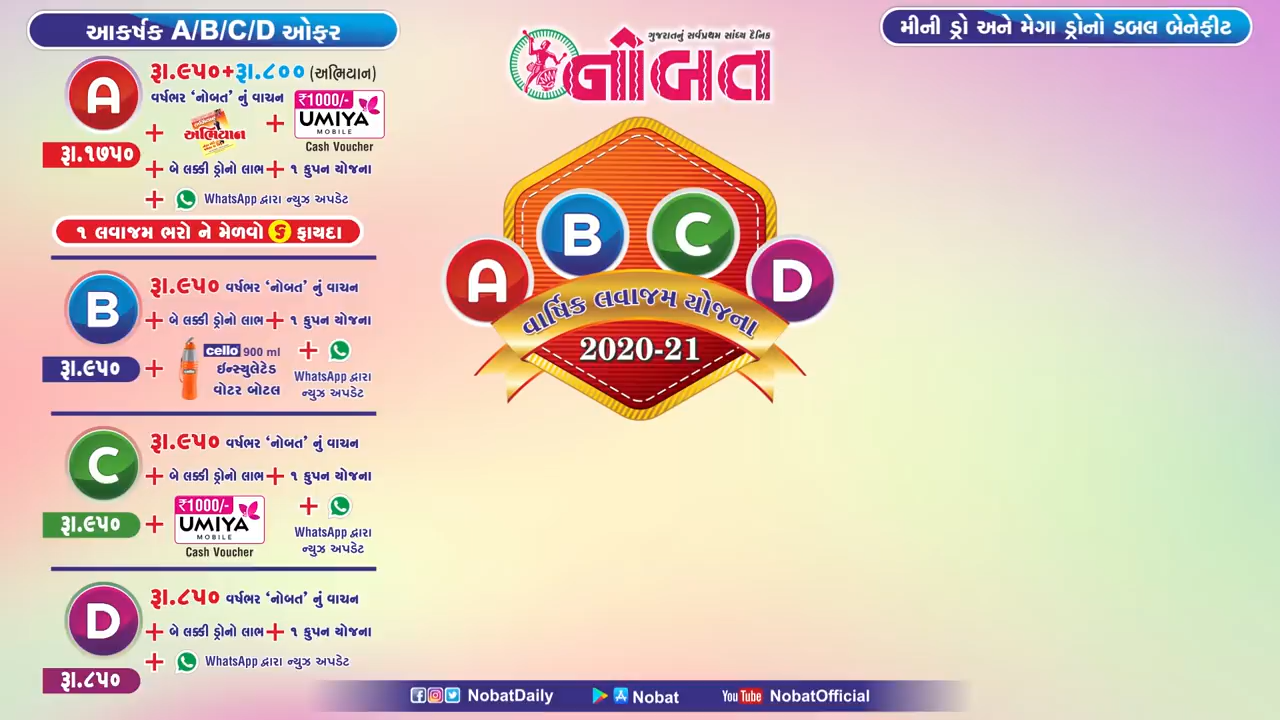 આકર્ષક A/B/C/D ઓફર
A
રૂા.૯૫૦+રૂા.૮૦૦ (અભિયાન)
વર્ષભર ‘નોબત’ નું વાચન
+ અભિયાન + ₹1000/- UMIYA MOBILE
Cash Voucher
રૂા.૧૭૫૦
+ બે લક્કી ડ્રોનો લાભ + ૧ કુપન યોજના
+ WhatsApp દ્વારા ન્યુઝ અપડેટ
૧ લવાજમ ભરો ને મેળવો ૬ ફાયદા
B
રૂા.૯૫૦ વર્ષભર ‘નોબત’ નું વાચન
+ બે લક્કી ડ્રોનો લાભ + ૧ કુપન યોજના
રૂા.૯૫૦
+ cello 900 ml
ઈન્સ્યુલેટેડ
વોટર બોટલ
+
WhatsApp દ્વારા
ન્યુઝ અપડેટ
C
રૂા.૯૫૦ વર્ષભર ‘નોબત’ નું વાચન
+ બે લક્કી ડ્રોનો લાભ + ૧ કુપન યોજના
રૂા.૯૫૦
+ ₹1000/-
UMIYA
MOBILE
Cash Voucher
+
WhatsApp દ્વારા
ન્યુઝ અપડેટ
D
રૂા.૮૫૦ વર્ષભર ‘નોબત’ નું વાચન
+ બે લક્કી ડ્રોનો લાભ + ૧ કુપન યોજના
+ WhatsApp દ્વારા ન્યુઝ અપડેટ
રૂા.૮૫૦
ગુજરાતનું સર્વપ્રથમ સાંધ્ય દૈનિક
નોબત
A B C D
વાર્ષિક લવાજમ યોજના
2020-21
મીની ડ્રો અને મેગા ડ્રોનો ડબલ બેનેફીટ
NobatDaily Nobat YouTube NobatOfficial